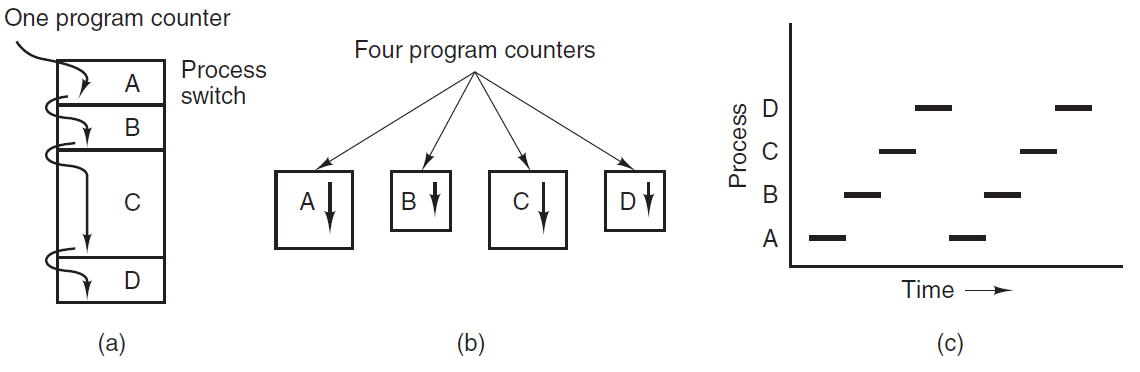 One program counter
Process
switch
A
B
C
D
(a)
Four program counters
A
B
C
D
(b)
Process
D
C
B
A
Time
(c)